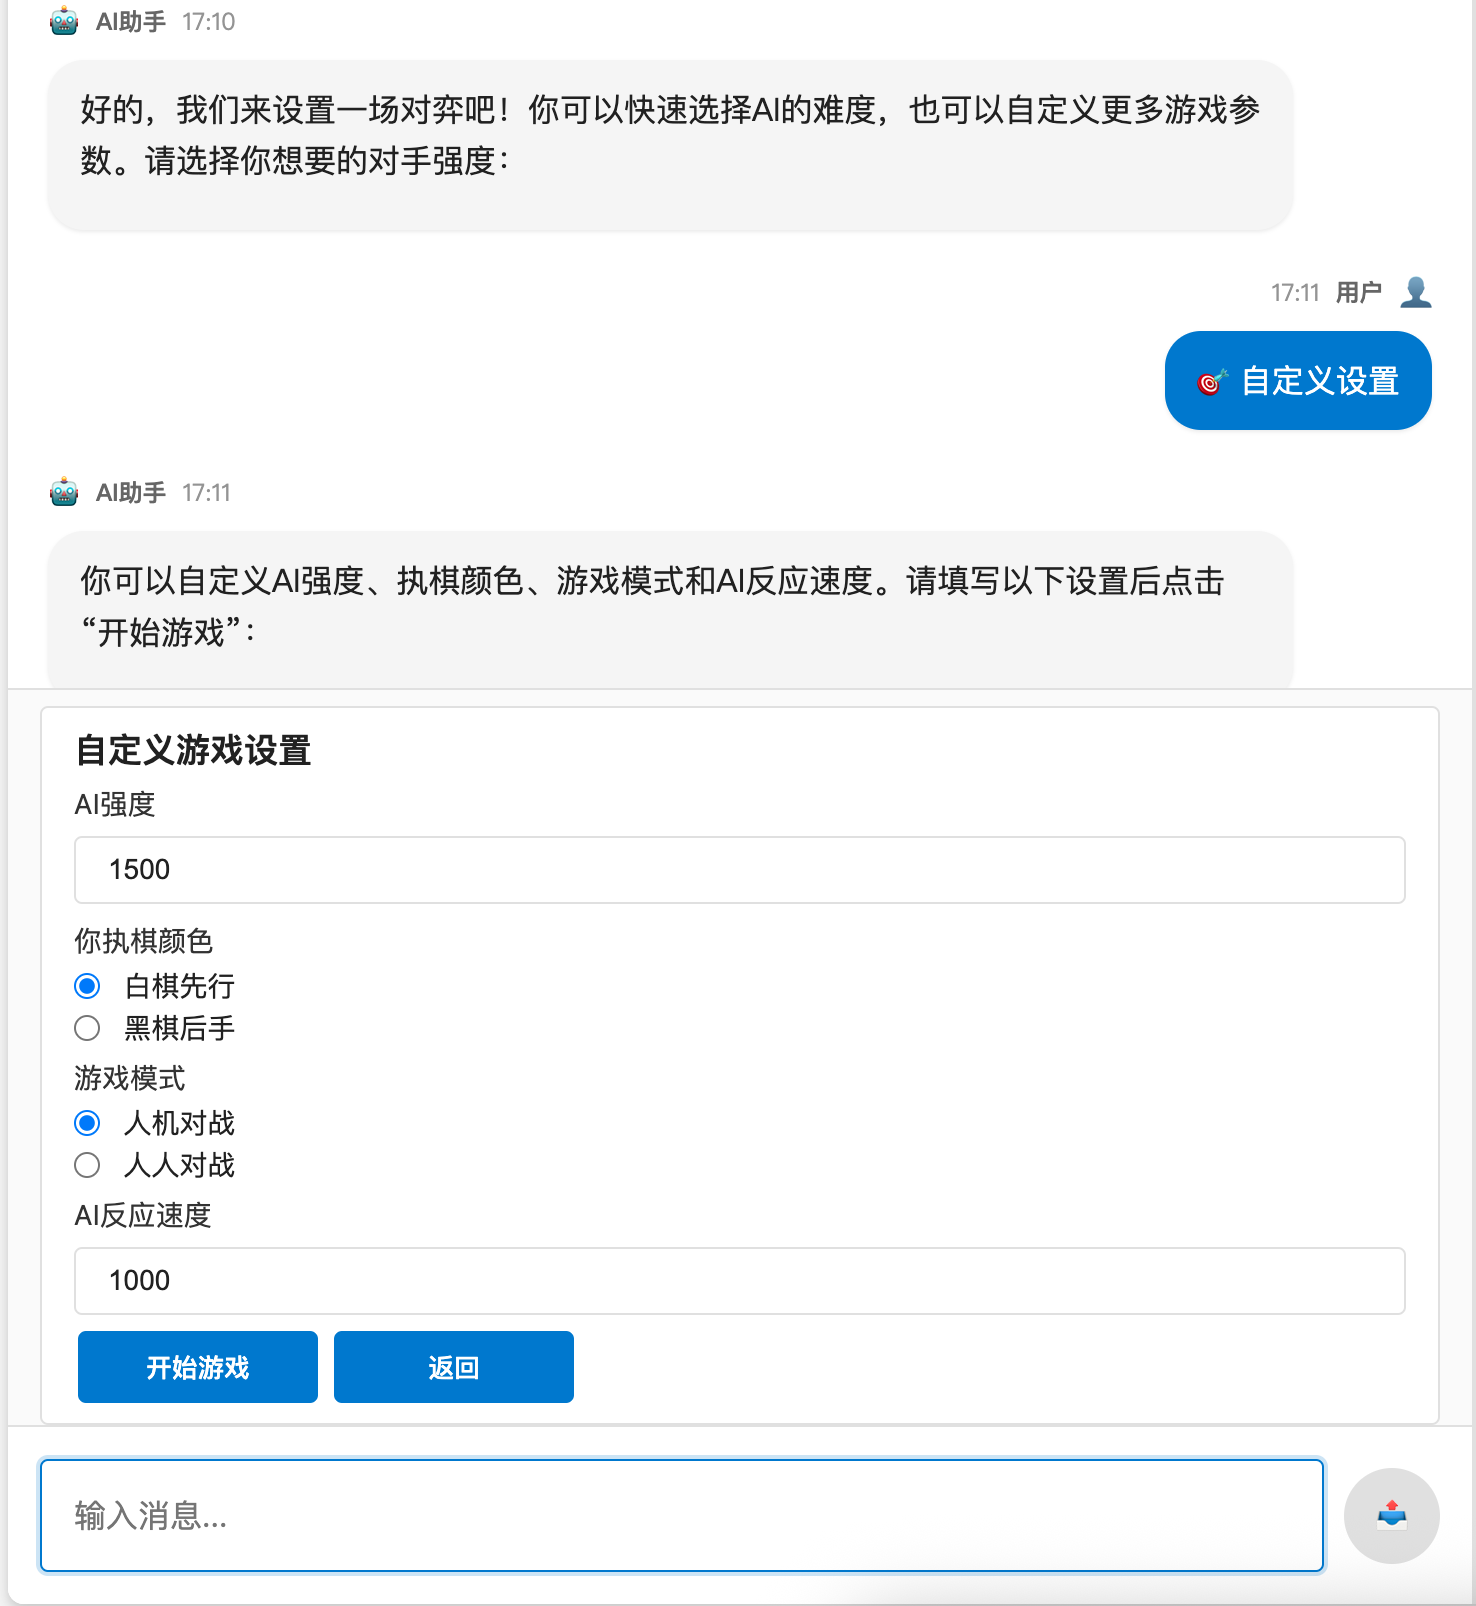 AI助手 17:10
好的，我们来设置一场对弈吧！你可以快速选择AI的难度，也可以自定义更多游戏参
数。请选择你想要的对手强度：
17:11 用户
自定义设置
AI助手 17:11
你可以自定义AI强度、执棋颜色、游戏模式和AI反应速度。请填写以下设置后点击
“开始游戏”：
自定义游戏设置
AI强度
1500
你执棋颜色
白棋先行
黑棋后手
游戏模式
人机对战
人人对战
AI反应速度
1000
开始游戏 返回
输入消息...